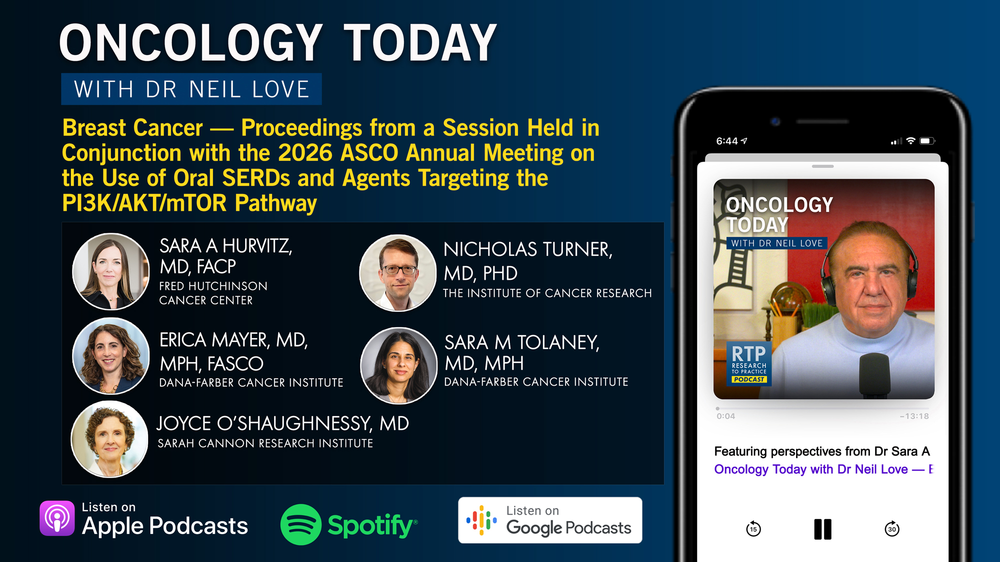 ONCOLOGY TODAY
WITH DR NEIL LOVE
Breast Cancer — Proceedings from a Session Held in
Conjunction with the 2026 ASCO Annual Meeting on
the Use of Oral SERDs and Agents Targeting the
PI3K/AKT/mTOR Pathway
SARA A HURVITZ,
MD, FACP
FRED HUTCHINSON
CANCER CENTER
NICHOLAS TURNER,
MD, PHD
THE INSTITUTE OF CANCER RESEARCH
ERICA MAYER, MD,
MPH, FASCO
DANA-FARBER CANCER INSTITUTE
SARA M TOLANEY,
MD, MPH
DANA-FARBER CANCER INSTITUTE
JOYCE O’SHAUGHNESSY, MD
SARAH CANNON RESEARCH INSTITUTE
Listen on
Apple Podcasts
Spotify®
Listen on
Google Podcasts
6:44
ONCOLOGY
TODAY
WITH DR NEIL LOVE
RTP
RESEARCH
TO PRACTICE
PODCAST
0:04
–13:18
Featuring perspectives from Dr Sara A
Oncology Today with Dr Neil Love —
15
30